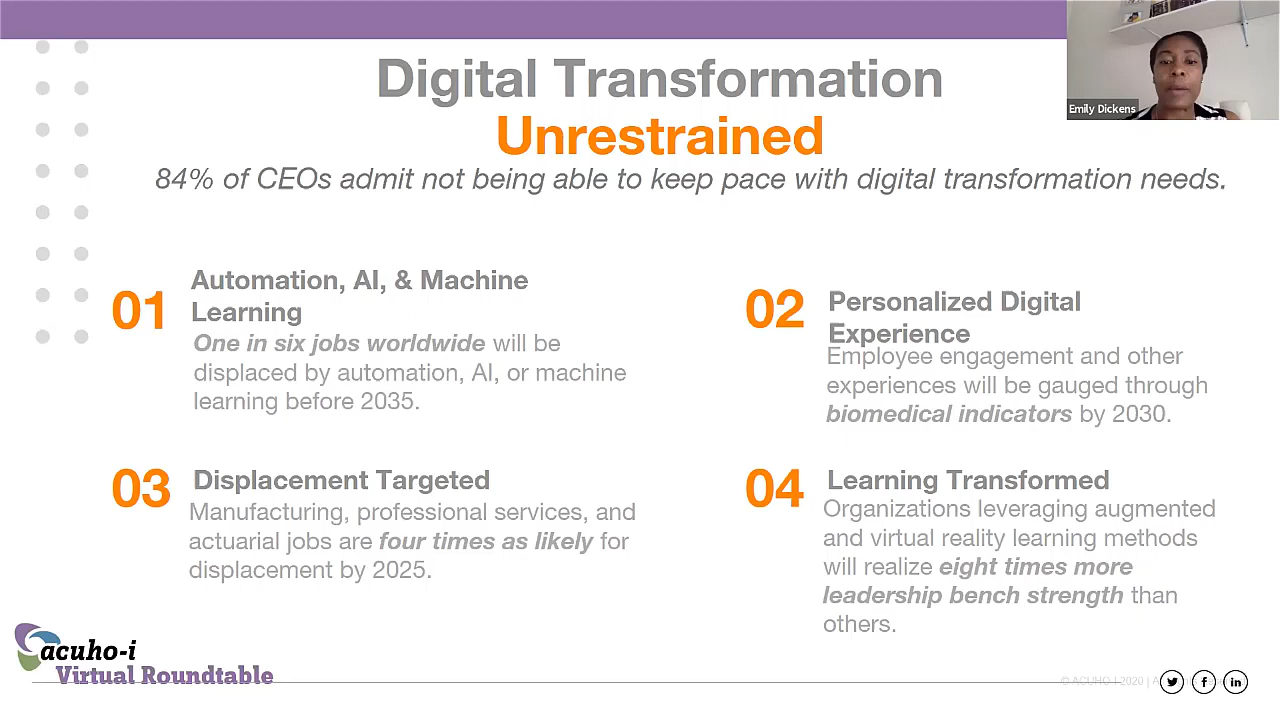 Digital Transformation
Unrestrained
84% of CEOs admit not being able to keep pace with digital transformation needs.
Emily Dickens
01
Automation, AI, & Machine
Learning
One in six jobs worldwide will be
displaced by automation, AI, or machine
learning before 2035.
02
Personalized Digital
Experience
Employee engagement and other
experiences will be gauged through
biomedical indicators by 2030.
03
Displacement Targeted
Manufacturing, professional services, and
actuarial jobs are four times as likely for
displacement by 2025.
04
Learning Transformed
Organizations leveraging augmented
and virtual reality learning methods
will realize eight times more
leadership bench strength than
others.
acuho-i
Virtual Roundtable
© ACUHO-I 2020 |